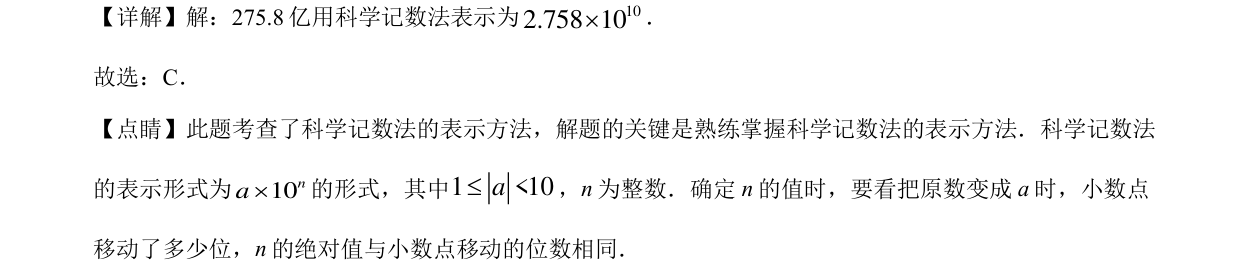 【详解】解：275.8亿用科学记数法表示为2.758×10¹⁰．
故选：C．
【点睛】此题考查了科学记数法的表示方法，解题的关键是熟练掌握科学记数法的表示方法．科学记数法
的表示形式为a×10ⁿ的形式，其中1≤|a|<10，n为整数．确定n的值时，要看把原数变成a时，小数点
移动了多少位，n的绝对值与小数点移动的位数相同．